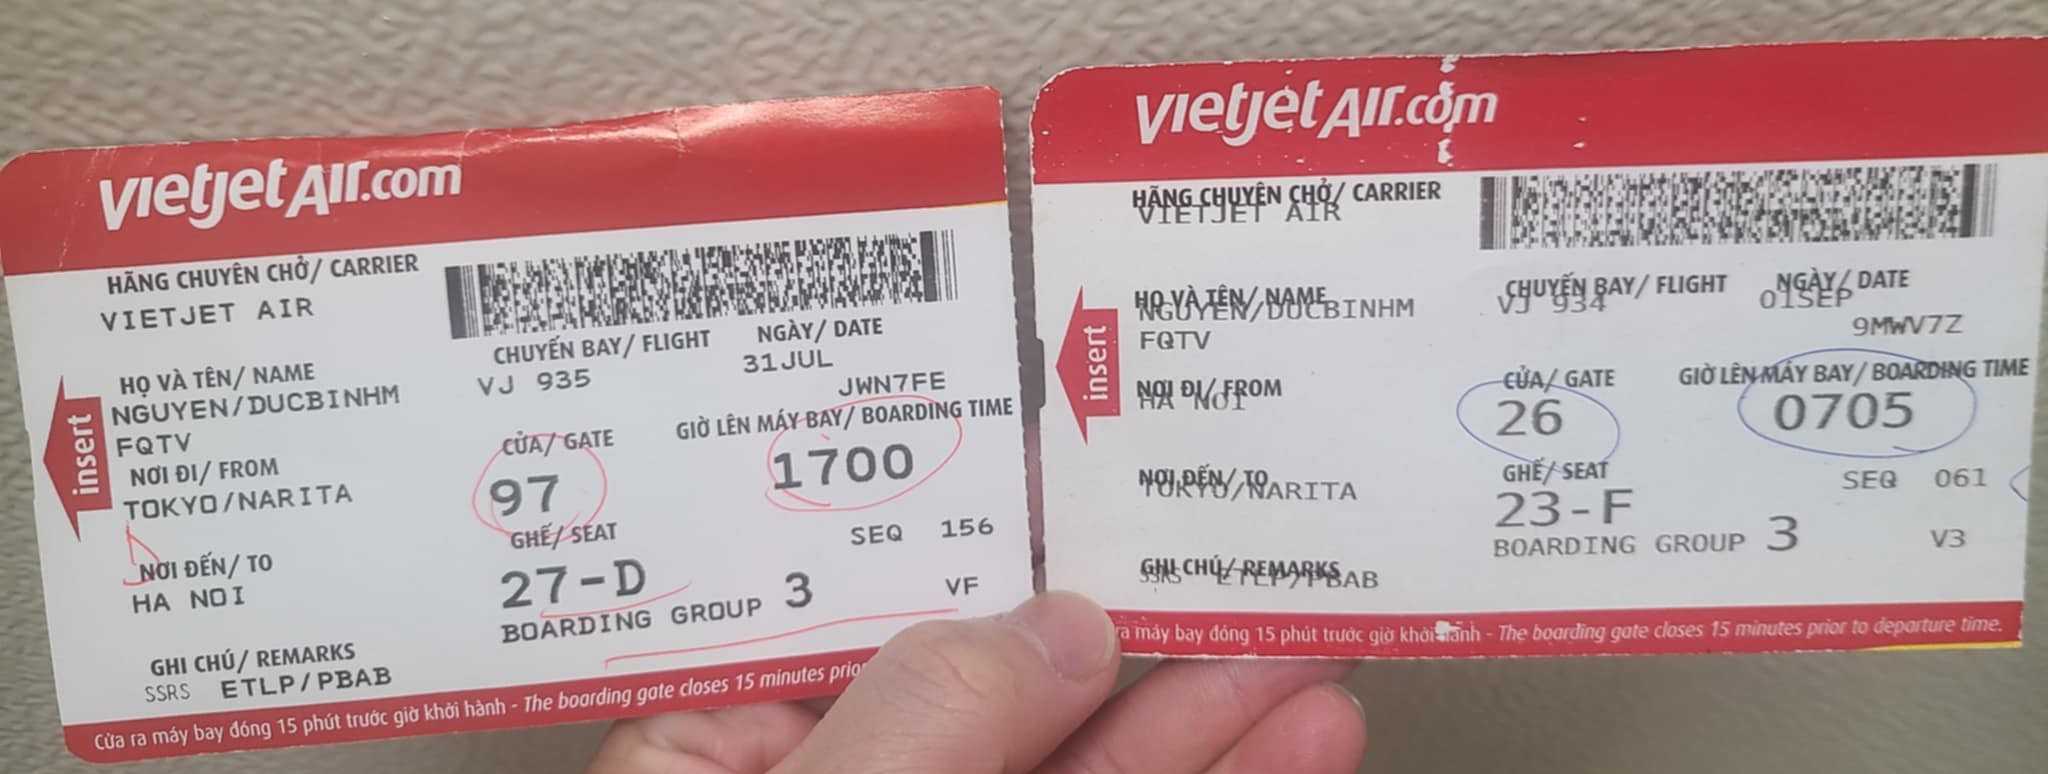 vietjetAir.com
HÃNG CHUYÊN CHỞ/ CARRIER
VIETJET AIR
CHUYẾN BAY/ FLIGHT NGÀY/ DATE
VJ 935 31JUL
HỌ VÀ TÊN/ NAME
NGUYEN/DUCBINHM JWN7FE
FQTV
CỬA/ GATE GIỜ LÊN MÁY BAY/ BOARDING TIME
97 1700
NƠI ĐI/ FROM
TOKYO/NARITA
GHẾ/ SEAT SEQ 156
27-D
NƠI ĐẾN/ TO
HA NOI
BOARDING GROUP 3 VF
GHI CHÚ/ REMARKS
SSRS ETLP/PBAB
insert
Cửa ra máy bay đóng 15 phút trước giờ khởi hành - The boarding gate closes 15 minutes prior
vietjetAir.com
HÃNG CHUYÊN CHỞ/ CARRIER
VIETJET AIR
CHUYẾN BAY/ FLIGHT NGÀY/ DATE
VJ 934 01SEP
HỌ VÀ TÊN/ NAME
NGUYEN/DUCBINHM 9MWV7Z
FQTV
CỬA/ GATE GIỜ LÊN MÁY BAY/ BOARDING TIME
26 0705
NƠI ĐI/ FROM
HA NOI
GHẾ/ SEAT SEQ 061
23-F
NƠI ĐẾN/ TO
TOKYO/NARITA
BOARDING GROUP 3 V3
GHI CHÚ/ REMARKS
SSRS ETLP/PBAB
insert
ra máy bay đóng 15 phút trước giờ khởi hành - The boarding gate closes 15 minutes prior to departure time.